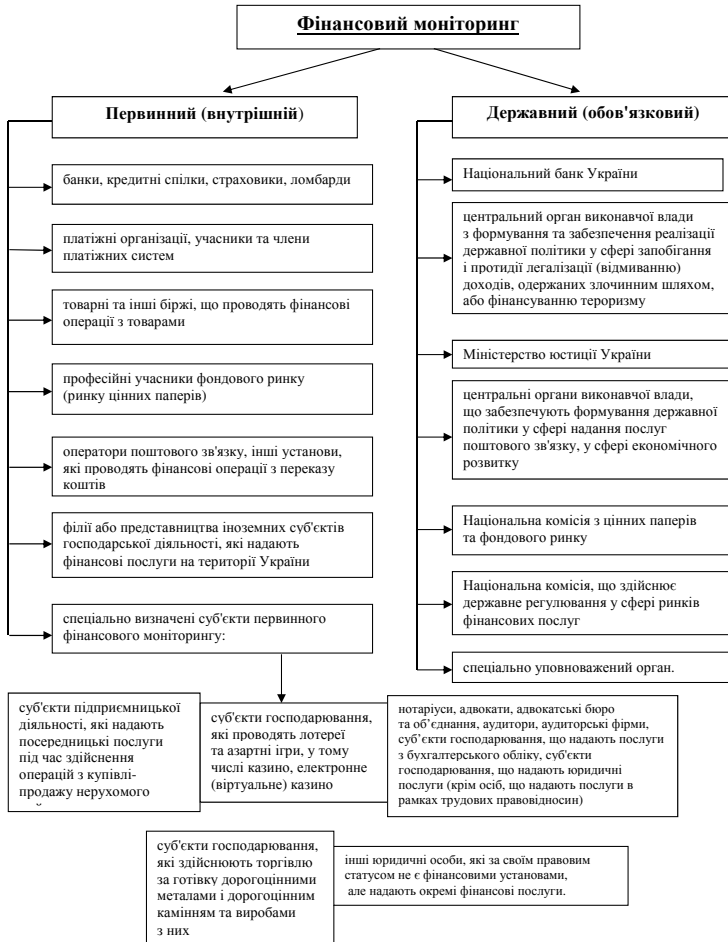 Фінансовий моніторинг
Первинний (внутрішній)
банки, кредитні спілки, страховики, ломбарди
платіжні організації, учасники та члени
платіжних систем
товарні та інші біржі, що проводять фінансові
операції з товарами
професійні учасники фондового ринку
(ринку цінних паперів)
оператори поштового зв'язку, інші установи,
які проводять фінансові операції з переказу
коштів
філії або представництва іноземних суб'єктів
господарської діяльності, які надають
фінансові послуги на території України
спеціально визначені суб'єкти первинного
фінансового моніторингу:
Державний (обов'язковий)
Національний банк України
центральний орган виконавчої влади
з формування та забезпечення реалізації
державної політики у сфері запобігання
і протидії легалізації (відмиванню)
доходів, одержаних злочинним шляхом,
або фінансуванню тероризму
Міністерство юстиції України
центральні органи виконавчої влади,
що забезпечують формування державної
політики у сфері надання послуг
поштового зв'язку, у сфері економічного
розвитку
Національна комісія з цінних паперів
та фондового ринку
Національна комісія, що здійснює
державне регулювання у сфері ринків
фінансових послуг
спеціально уповноважений орган.
суб'єкти підприємницької
діяльності, які надають
посередницькі послуги
під час здійснення
операцій з купівлі-
продажу нерухомого
суб'єкти господарювання,
які проводять лотереї
та азартні ігри, у тому
числі казино, електронне
(віртуальне) казино
нотаріуси, адвокати, адвокатські бюро
та об’єднання, аудитори, аудиторські фірми,
суб’єкти господарювання, що надають послуги
з бухгалтерського обліку, суб'єкти
господарювання, що надають юридичні
послуги (крім осіб, що надають послуги в
рамках трудових правовідносин)
суб'єкти господарювання,
які здійснюють торгівлю
за готівку дорогоцінними
металами і дорогоцінним
камінням та виробами
з них
інші юридичні особи, які за своїм правовим
статусом не є фінансовими установами,
але надають окремі фінансові послуги.